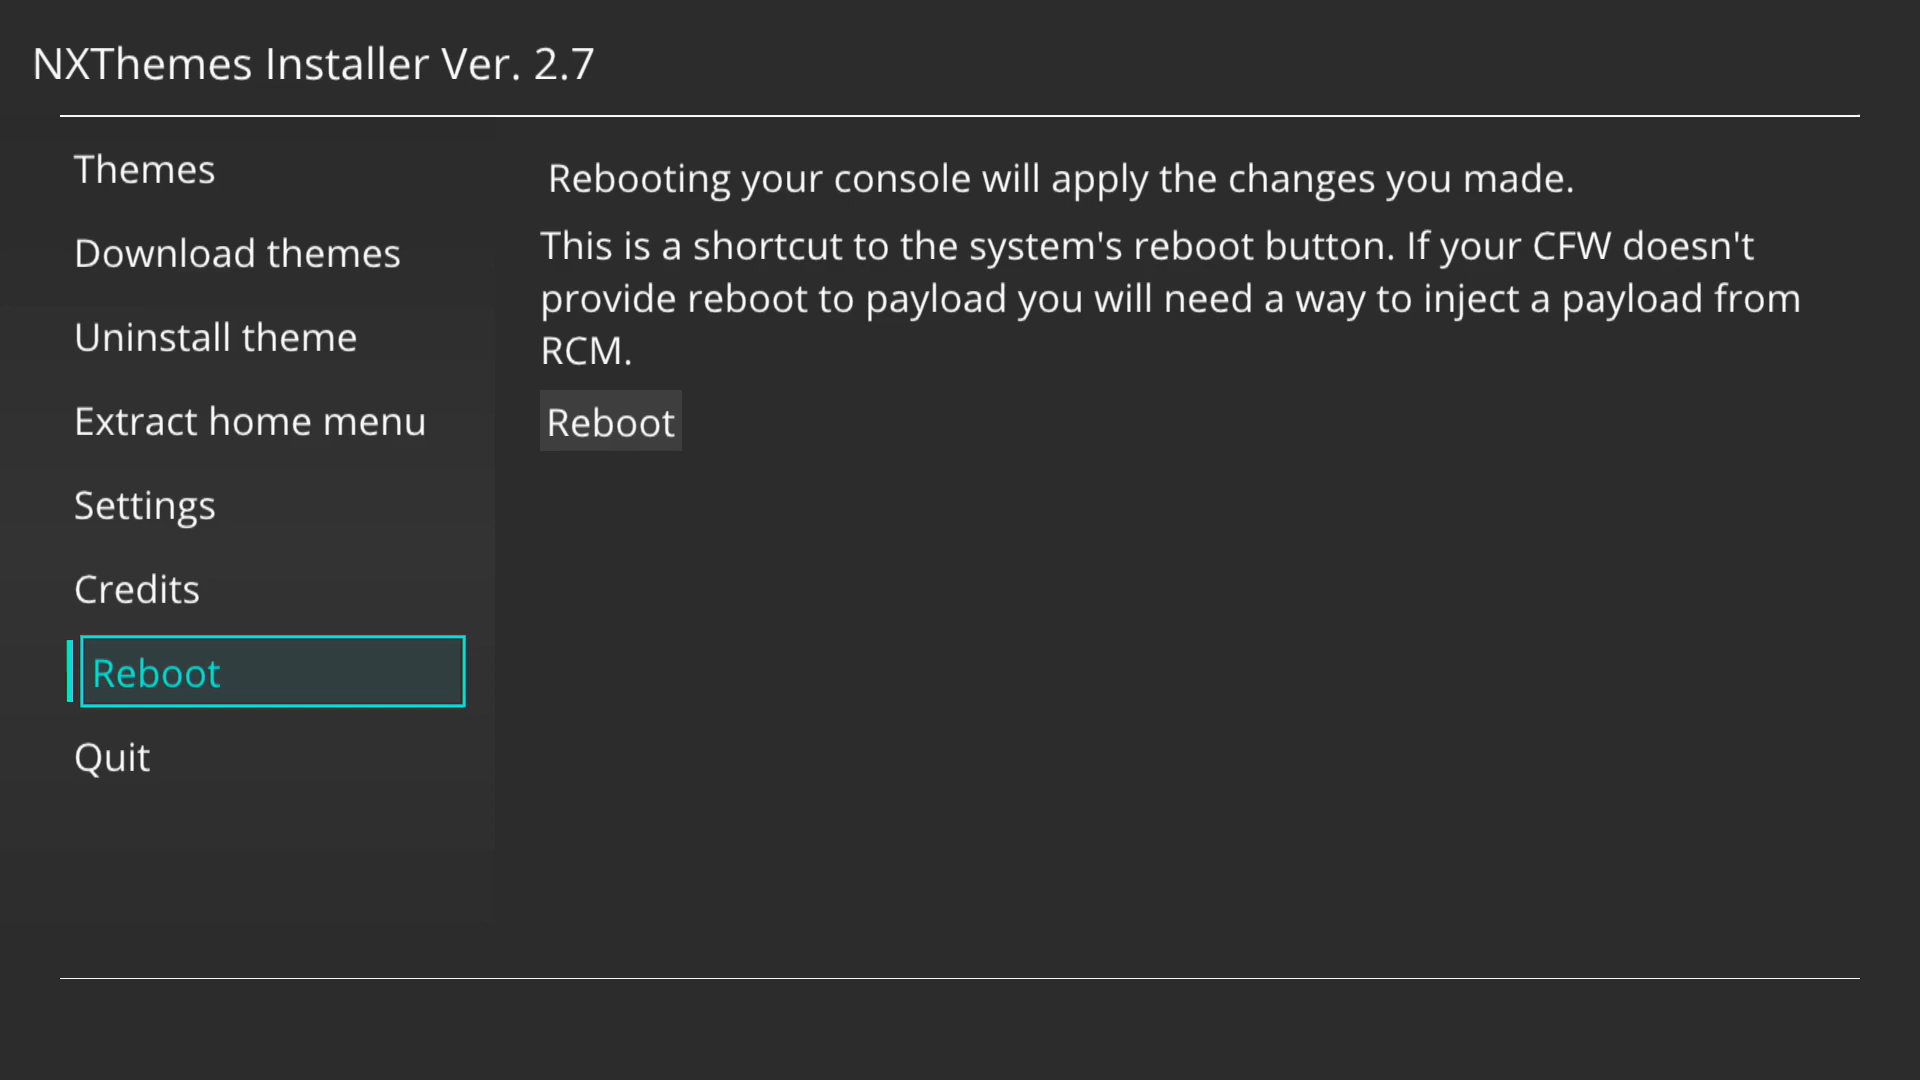 NXThemes Installer Ver. 2.7
Themes
Download themes
Uninstall theme
Extract home menu
Settings
Credits
Reboot
Quit
Rebooting your console will apply the changes you made.
This is a shortcut to the system's reboot button. If your CFW doesn't
provide reboot to payload you will need a way to inject a payload from
RCM.
Reboot